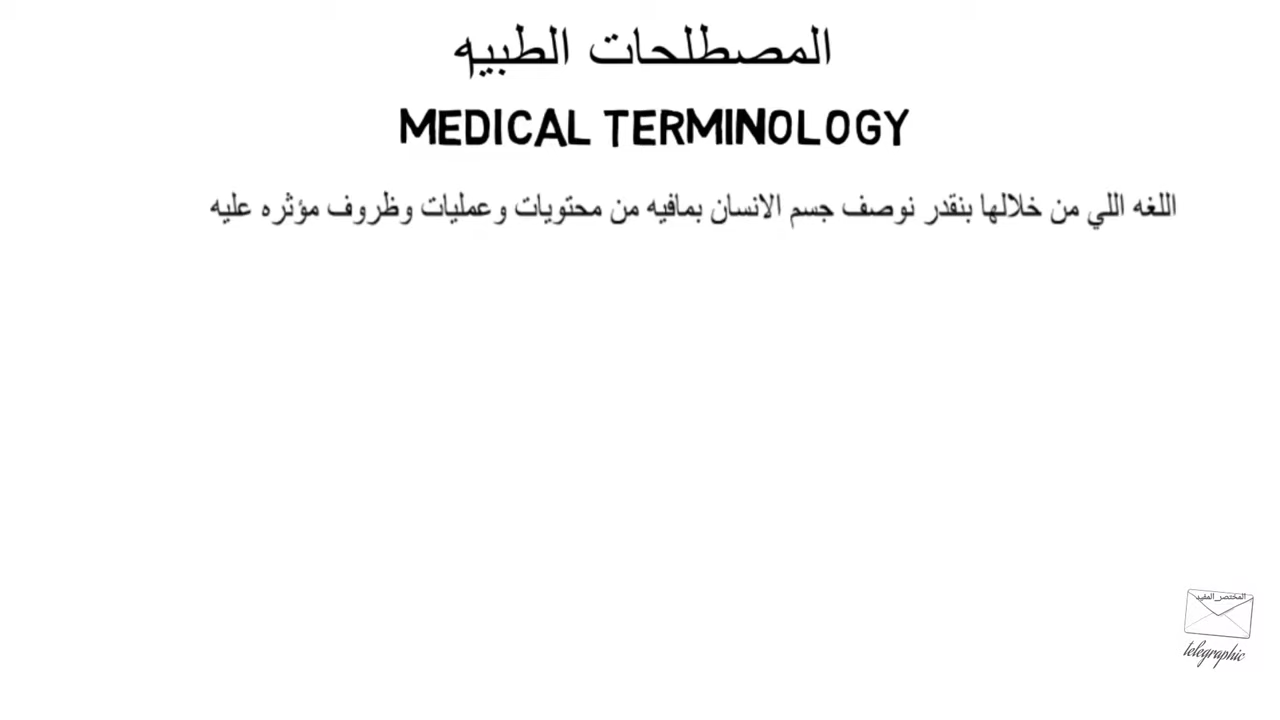 المصطلحات الطبيه
MEDICAL TERMINOLOGY
اللغه اللي من خلالها بنقدر نوصف جسم الانسان بمافيه من محتويات وعمليات وظروف مؤثره عليه
المختصر_المفيد
telegraphic